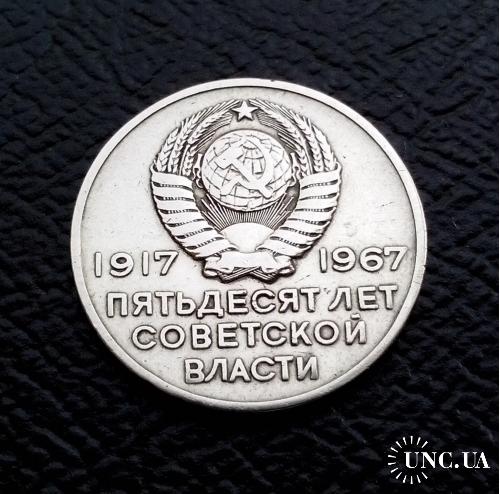 1917 1967
ПЯТЬДЕСЯТ ЛЕТ
СОВЕТСКОЙ
ВЛАСТИ
UNC.UA